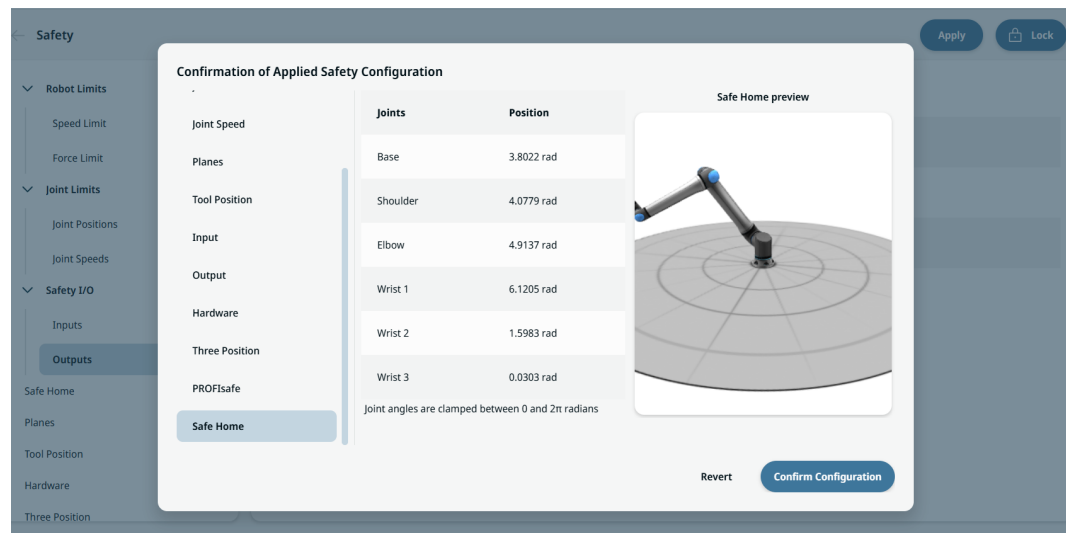 Safety
Apply
Lock
Robot Limits
Speed Limit
Force Limit
Joint Limits
Joint Positions
Joint Speeds
Safety I/O
Inputs
Outputs
Safe Home
Planes
Tool Position
Hardware
Three Position
Confirmation of Applied Safety Configuration
Joint Speed
Planes
Tool Position
Input
Output
Hardware
Three Position
PROFIsafe
Safe Home
Joints Position
Base 3.8022 rad
Shoulder 4.0779 rad
Elbow 4.9137 rad
Wrist 1 6.1205 rad
Wrist 2 1.5983 rad
Wrist 3 0.0303 rad
Joint angles are clamped between 0 and 2π radians
Safe Home preview
Revert
Confirm Configuration